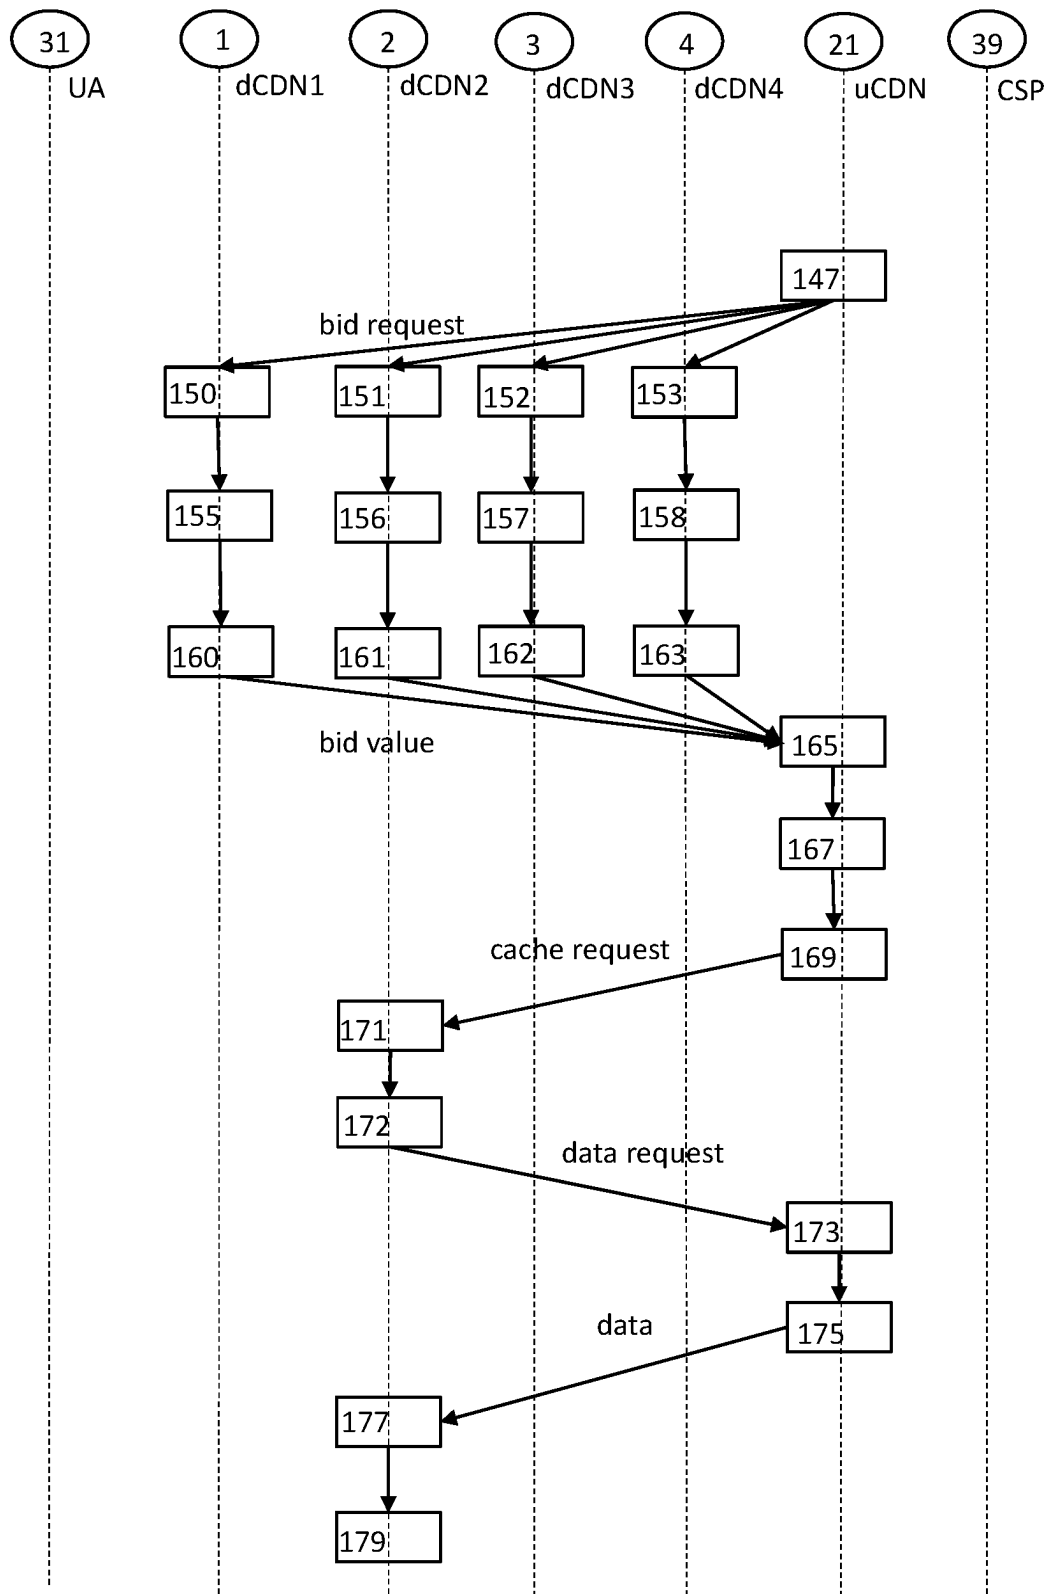 31 1 2 3 4 21 39
UA dCDN1 dCDN2 dCDN3 dCDN4 uCDN CSP
147
bid request
150 151 152 153
155 156 157 158
160 161 162 163
bid value 165
167
cache request 169
171
172
data request
173
data 175
177
179